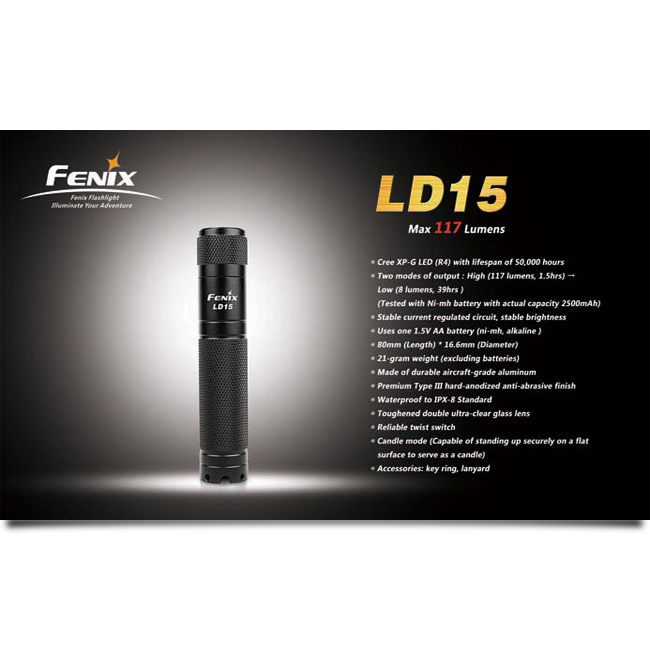 FENIX
Fenix Flashlight
Illuminate Your Adventure
FENIX
LD15
LD15
Max 117 Lumens
Cree XP-G LED (R4) with lifespan of 50,000 hours
Two modes of output : High (117 lumens, 1.5hrs) →
Low (8 lumens, 39hrs )
(Tested with Ni-mh battery with actual capacity 2500mAh)
Stable current regulated circuit, stable brightness
Uses one 1.5V AA battery (ni-mh, alkaline )
80mm (Length) * 16.6mm (Diameter)
21-gram weight (excluding batteries)
Made of durable aircraft-grade aluminum
Premium Type III hard-anodized anti-abrasive finish
Waterproof to IPX-8 Standard
Toughened double ultra-clear glass lens
Reliable twist switch
Candle mode (Capable of standing up securely on a flat
surface to serve as a candle)
Accessories: key ring, lanyard